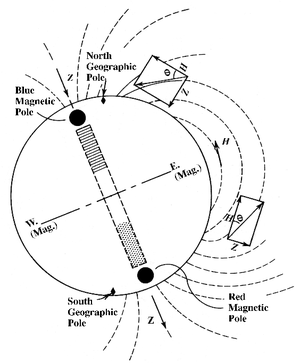 North
Geographic
Pole
Z
Blue
Magnetic
Pole
Θ
H
Z
H
E.
(Mag.)
W.
(Mag.)
H
Θ
Z
South
Geographic
Pole
Z
Red
Magnetic
Pole